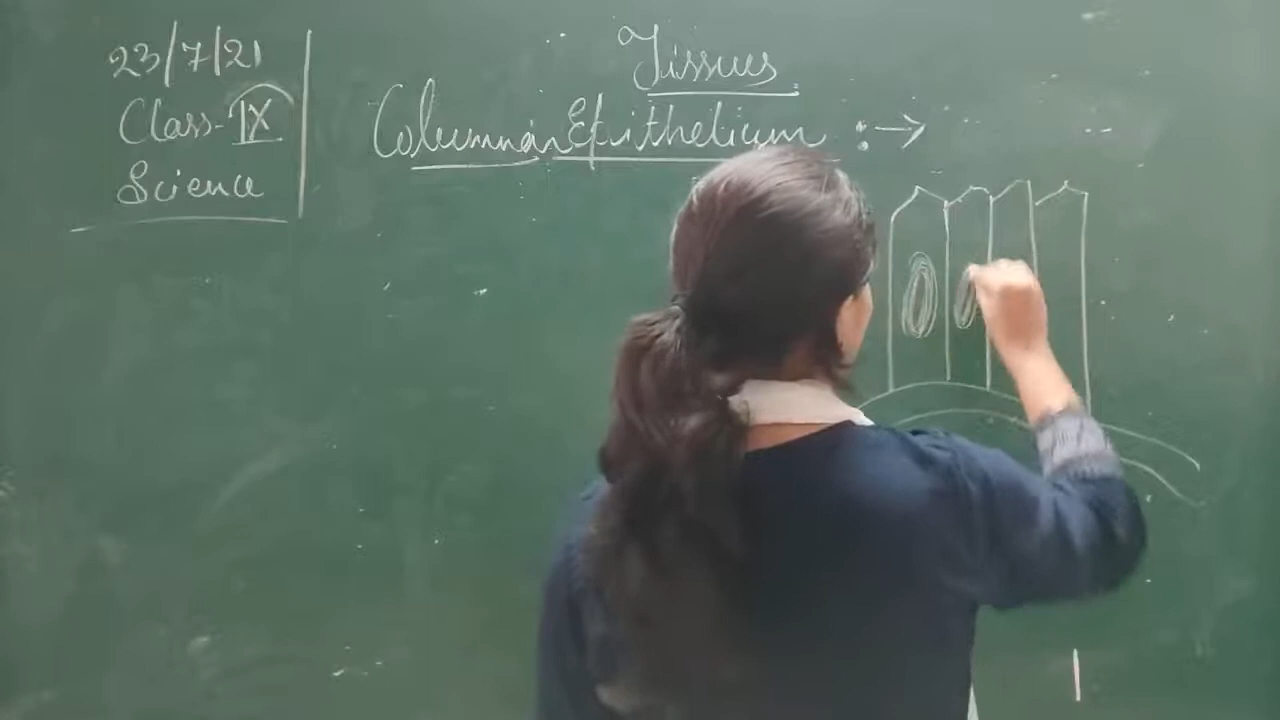 23/7/21
Class-IX
Science
Tissues
Columnar Epithelium :→